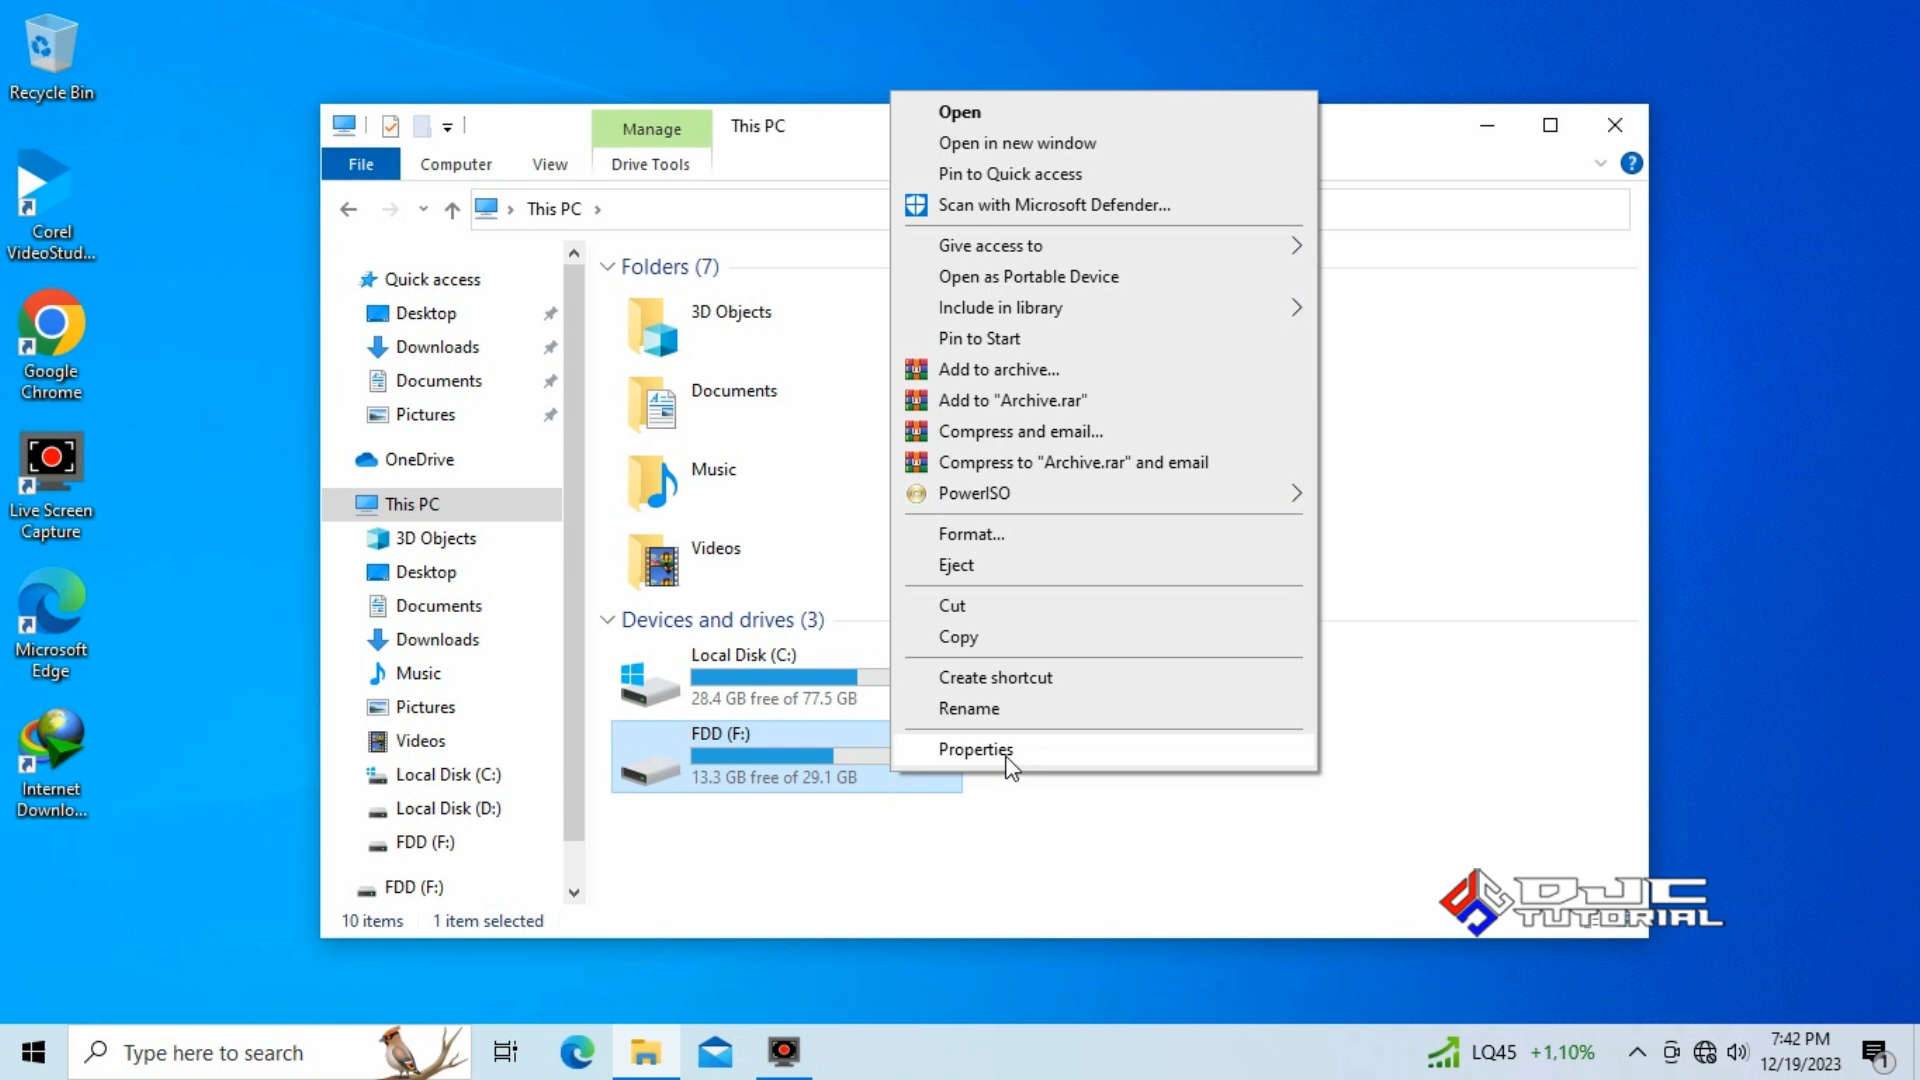 Recycle Bin
Corel
VideoStud...
Google
Chrome
Live Screen
Capture
Microsoft
Edge
Internet
Downlo...
Manage
This PC
File
Computer
View
Drive Tools
This PC
Quick access
Desktop
Downloads
Documents
Pictures
OneDrive
This PC
3D Objects
Desktop
Documents
Downloads
Music
Pictures
Videos
Local Disk (C:)
Local Disk (D:)
FDD (F:)
FDD (F:)
Folders (7)
3D Objects
Documents
Music
Videos
Devices and drives (3)
Local Disk (C:)
28.4 GB free of 77.5 GB
FDD (F:)
13.3 GB free of 29.1 GB
10 items
1 item selected
Open
Open in new window
Pin to Quick access
Scan with Microsoft Defender...
Give access to
Open as Portable Device
Include in library
Pin to Start
Add to archive...
Add to "Archive.rar"
Compress and email...
Compress to "Archive.rar" and email
PowerISO
Format...
Eject
Cut
Copy
Create shortcut
Rename
Properties
DJC
TUTORIAL
Type here to search
LQ45 +1,10%
7:42 PM
12/19/2023
1